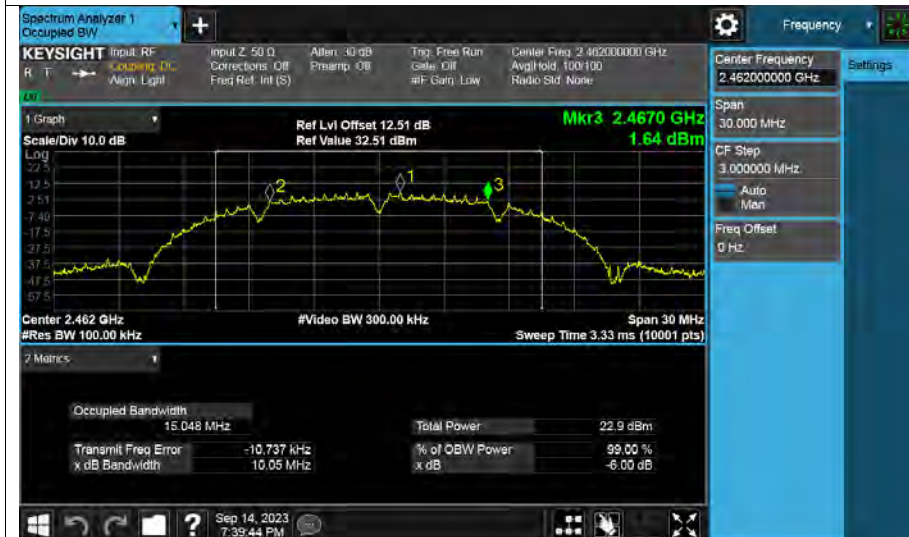 Spectrum Analyzer 1
Occupied BW
+
Frequency
KEYSIGHT Input: RF
R T Coupling: DC
Align: Light
Input Z: 50 Ω
Corrections: Off
Freq Ref: Int (S)
Atten: 30 dB
Preamp: Off
Trig: Free Run
Gate: Off
#IF Gain: Low
Center Freq: 2.462000000 GHz
Avg|Hold: 100/100
Radio Std: None
1 Graph
Scale/Div 10.0 dB
Ref Lvl Offset 12.51 dB
Ref Value 32.51 dBm
Mkr3 2.4670 GHz
1.64 dBm
Log
22.5
12.5
2.51
-7.49
-17.5
-27.5
-37.5
-47.5
-57.5
2
1
3
Center 2.462 GHz
#Res BW 100.00 kHz
#Video BW 300.00 kHz
Span 30 MHz
Sweep Time 3.33 ms (10001 pts)
2 Metrics
Occupied Bandwidth
15.048 MHz
Transmit Freq Error -10.737 kHz
x dB Bandwidth 10.05 MHz
Total Power 22.9 dBm
% of OBW Power 99.00 %
x dB -6.00 dB
Center Frequency
2.462000000 GHz
Span
30.000 MHz
CF Step
3.000000 MHz
Auto
Man
Freq Offset
0 Hz
Settings
?
Sep 14, 2023
7:39:44 PM